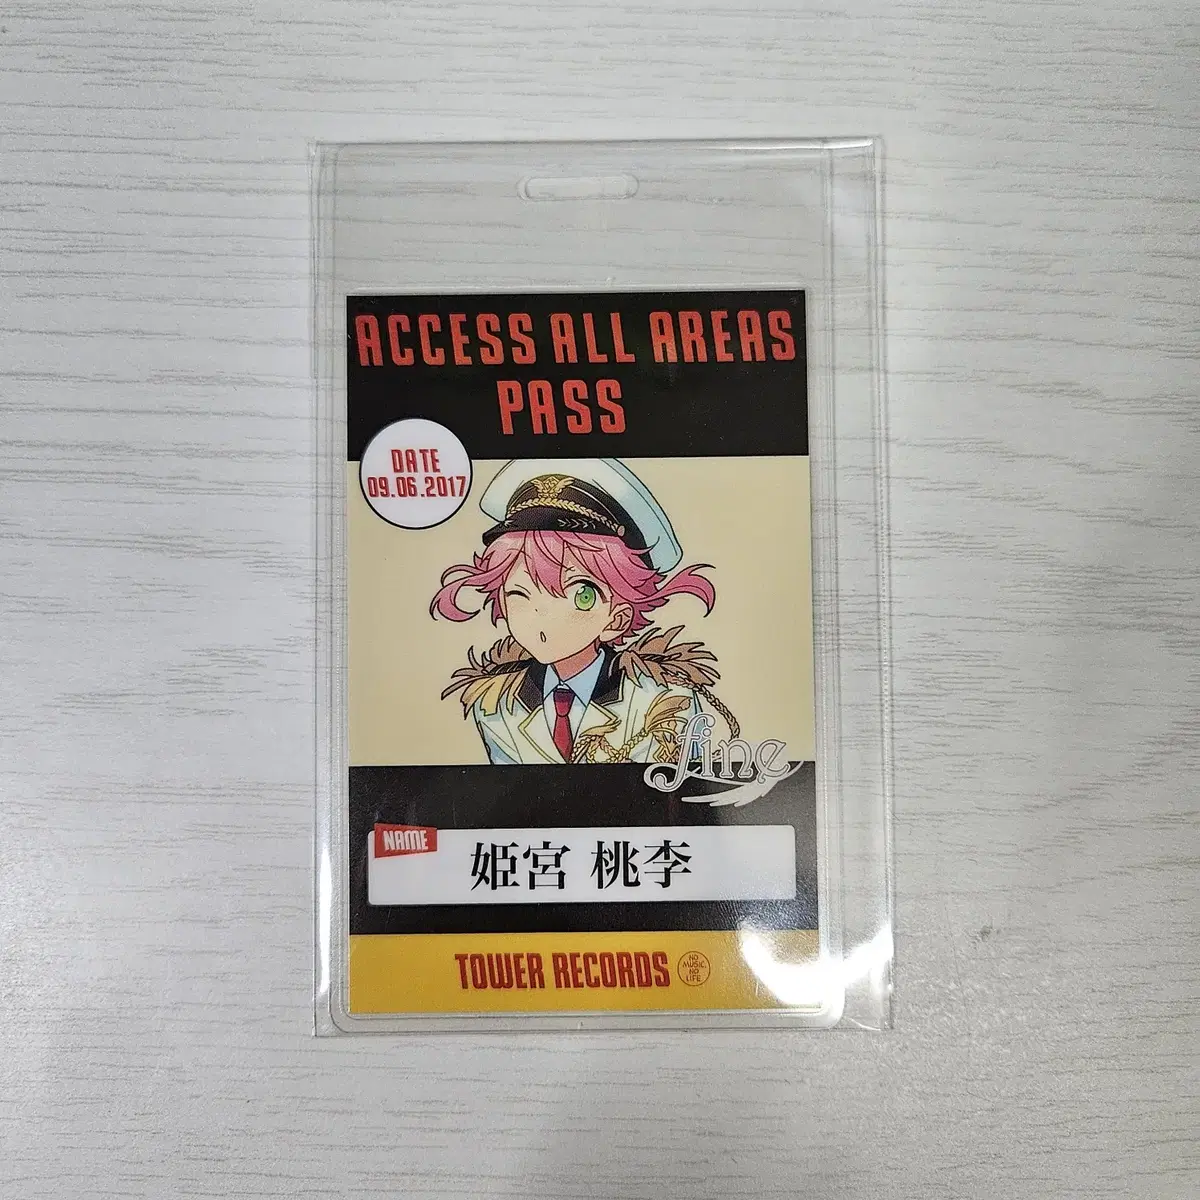 ACCESS ALL AREAS
PASS
DATE
09.06.2017
fine
NAME
姫宮 桃李
TOWER RECORDS
NO
MUSIC,
NO
LIFE.